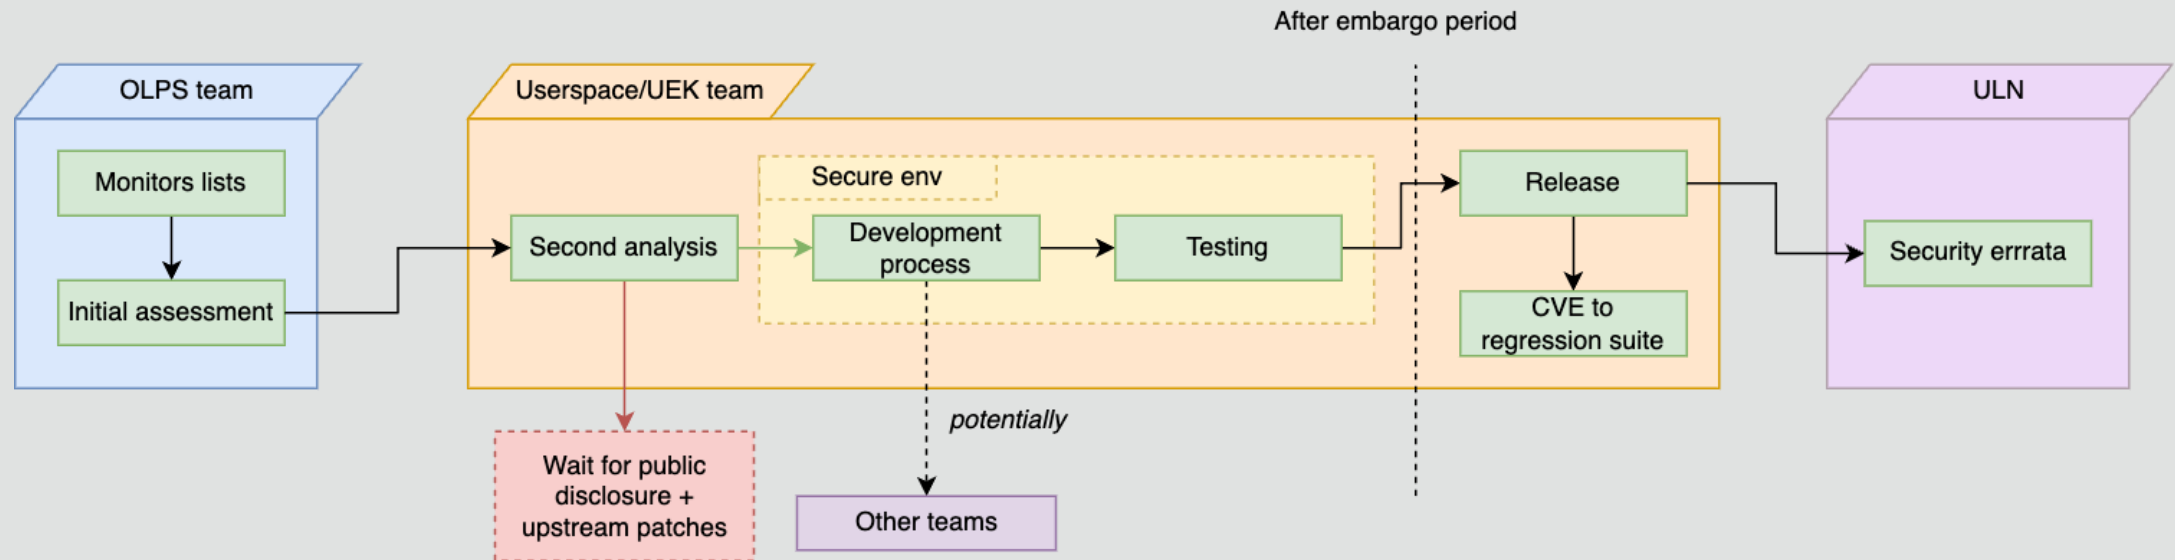 After embargo period
OLPS team
Userspace/UEK team
ULN
Monitors lists
Initial assessment
Second analysis
Secure env
Development
process
Testing
Release
CVE to
regression suite
Security errrata
potentially
Wait for public
disclosure +
upstream patches
Other teams